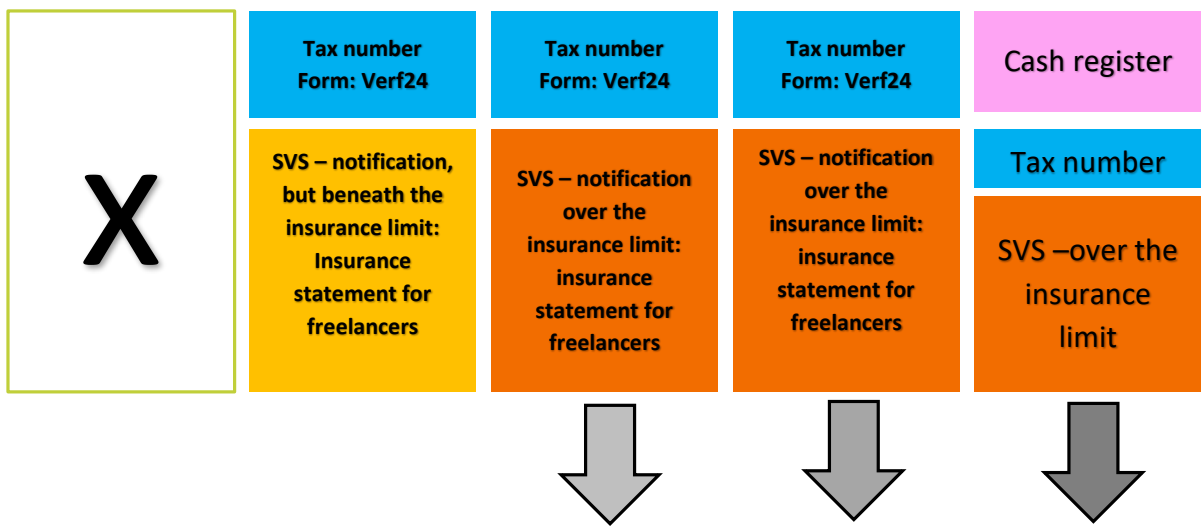 X
Tax number
Form: Verf24
SVS – notification,
but beneath the
insurance limit:
Insurance
statement for
freelancers
Tax number
Form: Verf24
SVS – notification
over the
insurance limit:
insurance
statement for
freelancers
Tax number
Form: Verf24
SVS – notification
over the
insurance limit:
insurance
statement for
freelancers
Cash register
Tax number
SVS –over the
insurance
limit